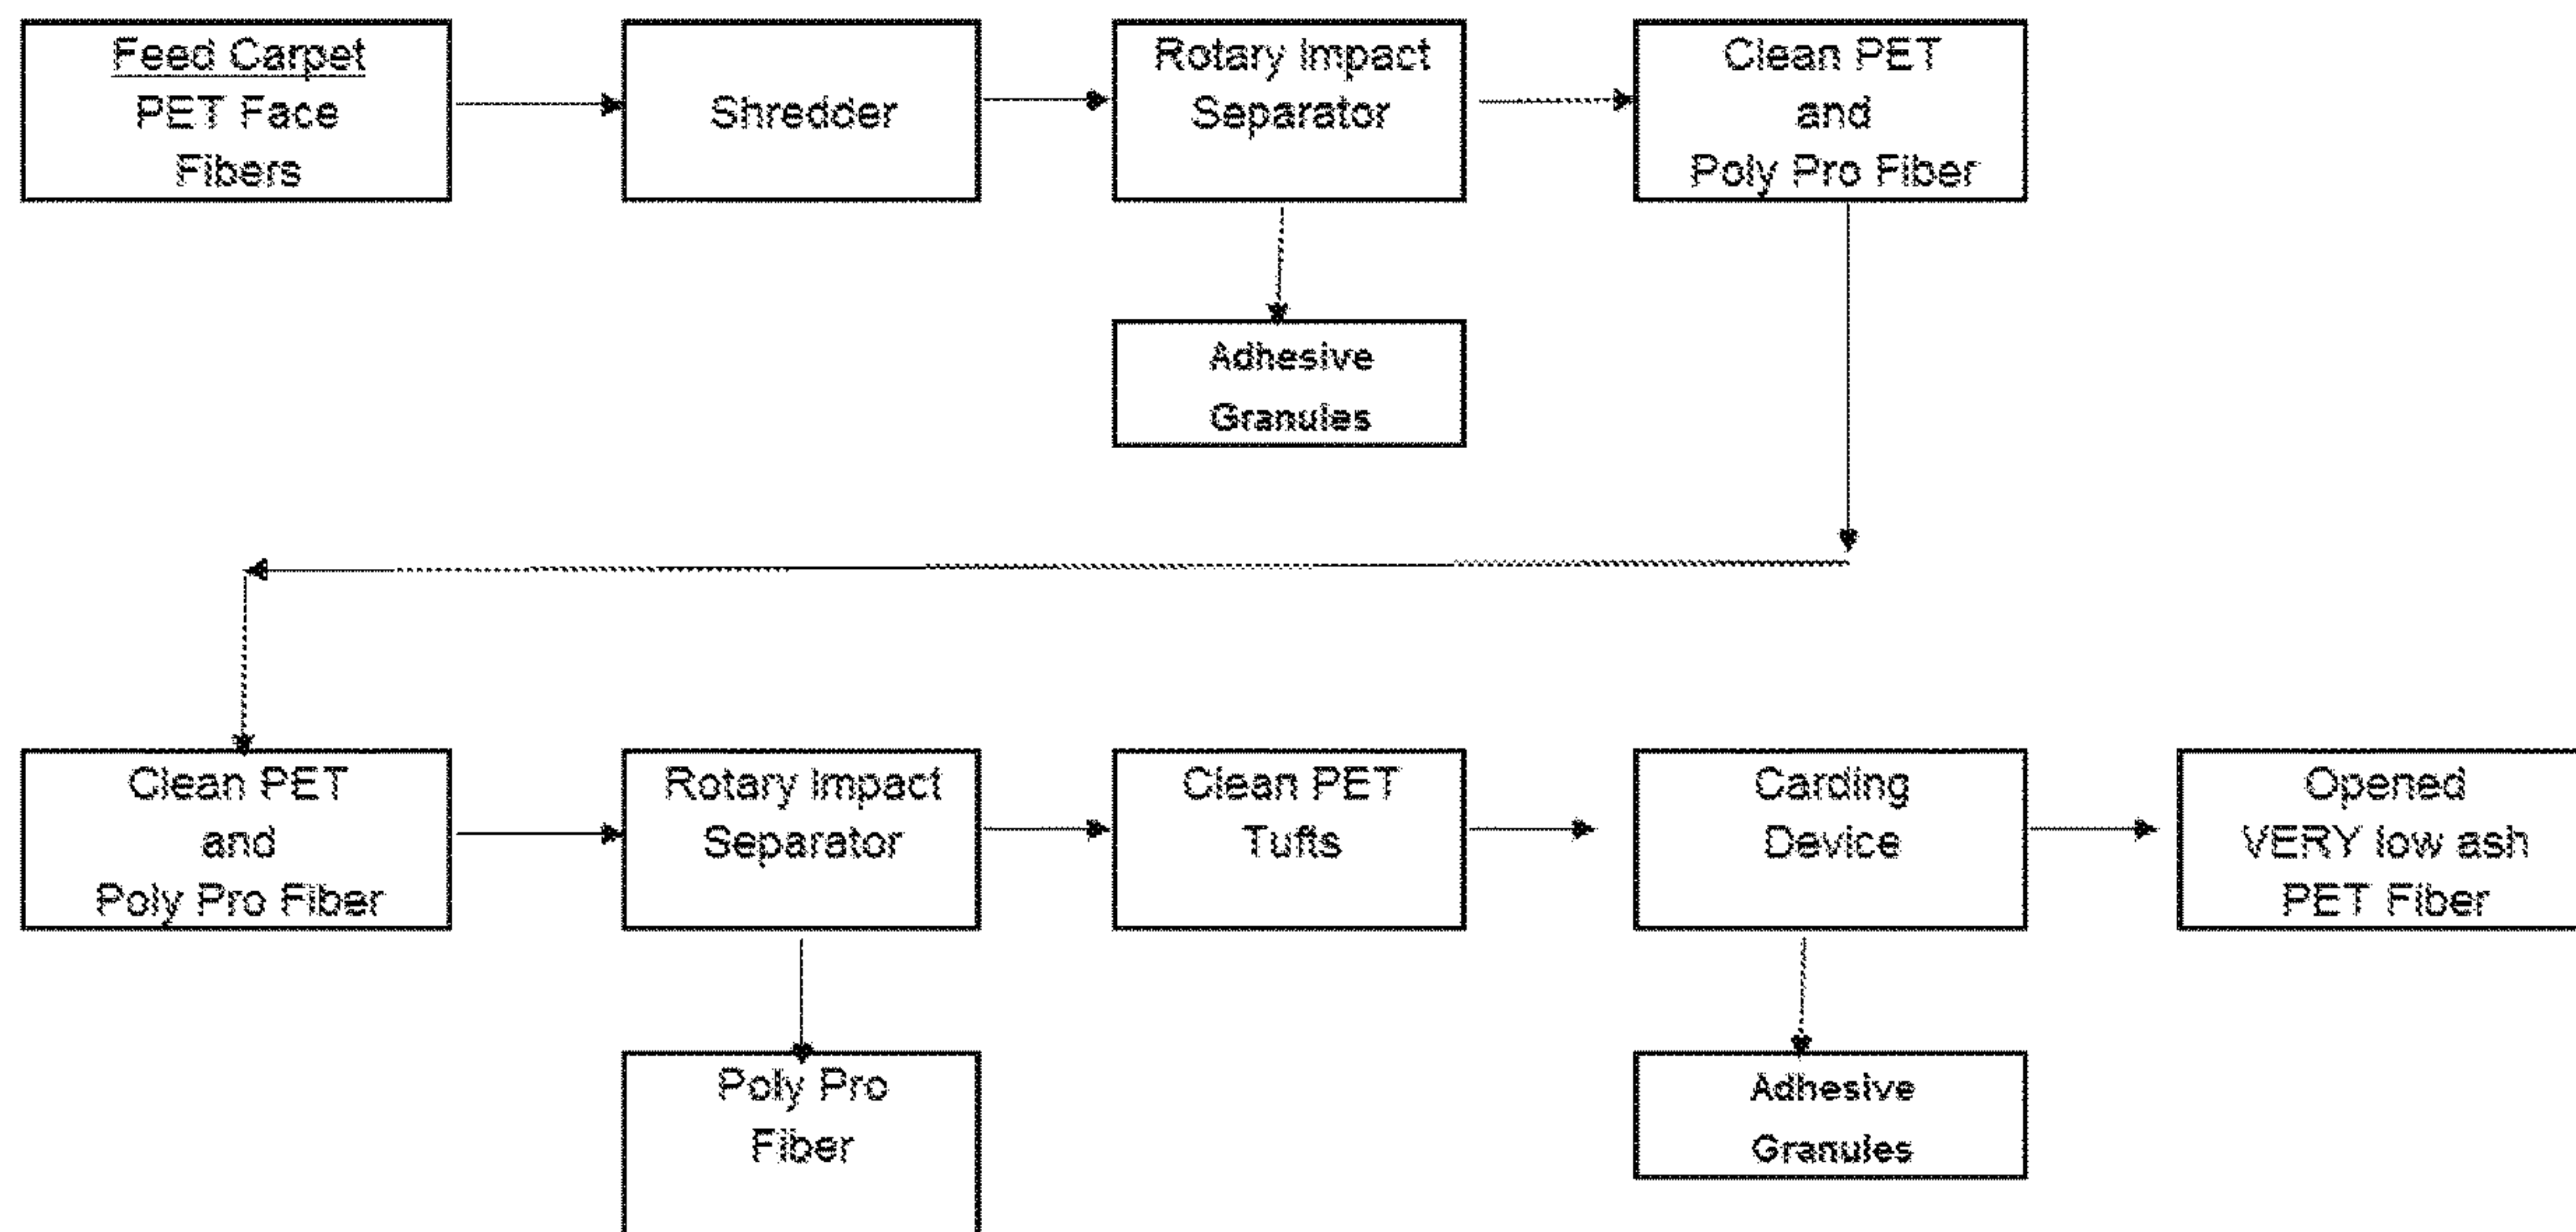 Feed Carpet
PET Face
Fibers
Shredder
Rotary Impact
Separator
Clean PET
and
Poly Pro Fiber
Adhesive
Granules
Clean PET
and
Poly Pro Fiber
Rotary Impact
Separator
Clean PET
Tufts
Carding
Device
Opened
VERY low ash
PET Fiber
Poly Pro
Fiber
Adhesive
Granules